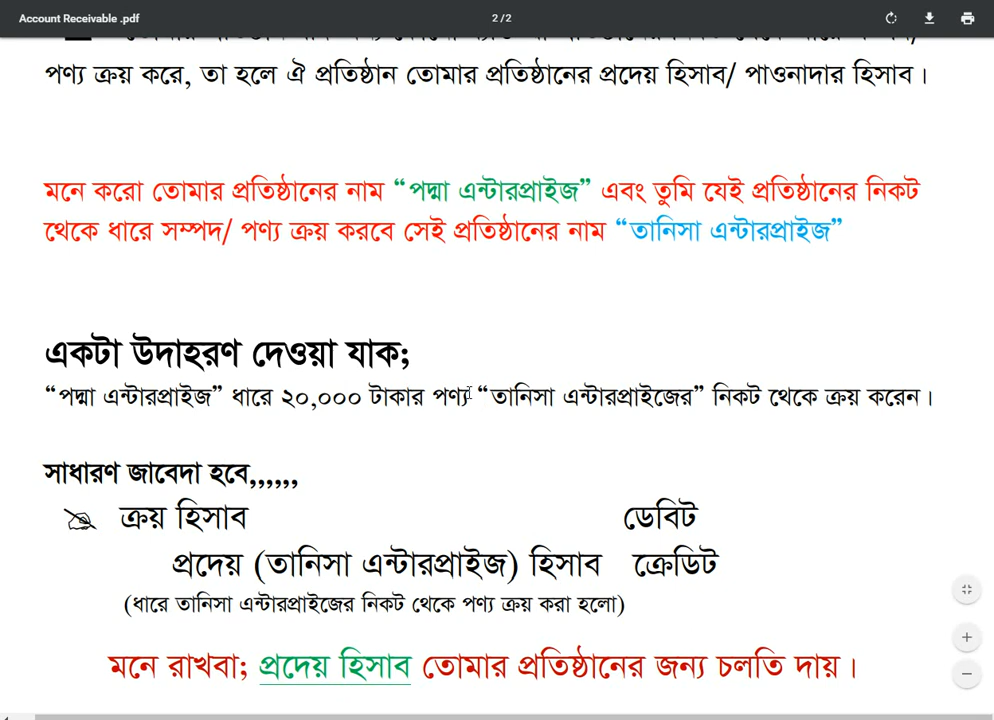 Account Receivable .pdf
2 / 2
পণ্য ক্রয় করে, তা হলে ঐ প্রতিষ্ঠান তোমার প্রতিষ্ঠানের প্রদেয় হিসাব/ পাওনাদার হিসাব।
মনে করো তোমার প্রতিষ্ঠানের নাম “পদ্মা এন্টারপ্রাইজ” এবং তুমি যেই প্রতিষ্ঠানের নিকট
থেকে ধারে সম্পদ/ পণ্য ক্রয় করবে সেই প্রতিষ্ঠানের নাম “তানিসা এন্টারপ্রাইজ”
একটা উদাহরণ দেওয়া যাক;
“পদ্মা এন্টারপ্রাইজ” ধারে ২০,০০০ টাকার পণ্য “তানিসা এন্টারপ্রাইজের” নিকট থেকে ক্রয় করেন।
সাধারণ জাবেদা হবে,,,,,,
ক্রয় হিসাব ডেবিট
প্রদেয় (তানিসা এন্টারপ্রাইজ) হিসাব ক্রেডিট
(ধারে তানিসা এন্টারপ্রাইজের নিকট থেকে পণ্য ক্রয় করা হলো)
মনে রাখবা; প্রদেয় হিসাব তোমার প্রতিষ্ঠানের জন্য চলতি দায়।